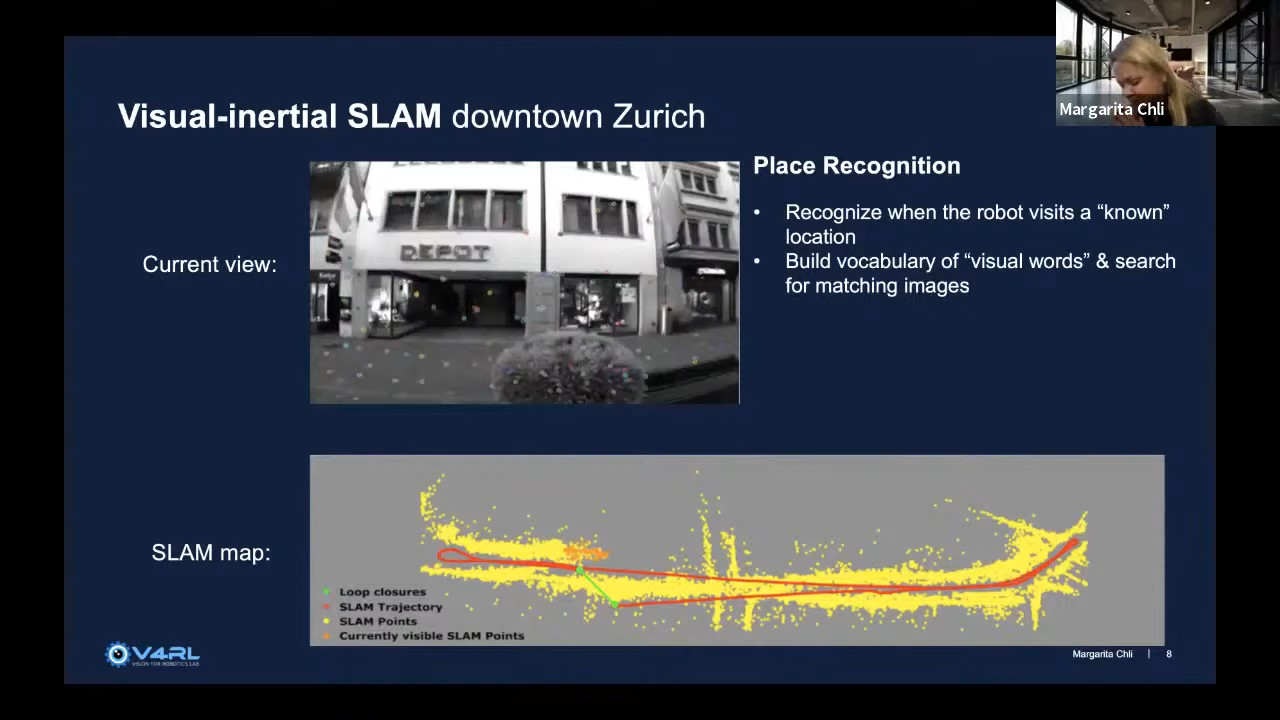 Margarita Chli
Visual-inertial SLAM downtown Zurich
Place Recognition
• Recognize when the robot visits a “known”
location
• Build vocabulary of “visual words” & search
for matching images
Current view:
DEPOT
SLAM map:
Loop closures
SLAM Trajectory
SLAM Points
Currently visible SLAM Points
V4RL
VISION FOR ROBOTICS LAB
Margarita Chli | 8